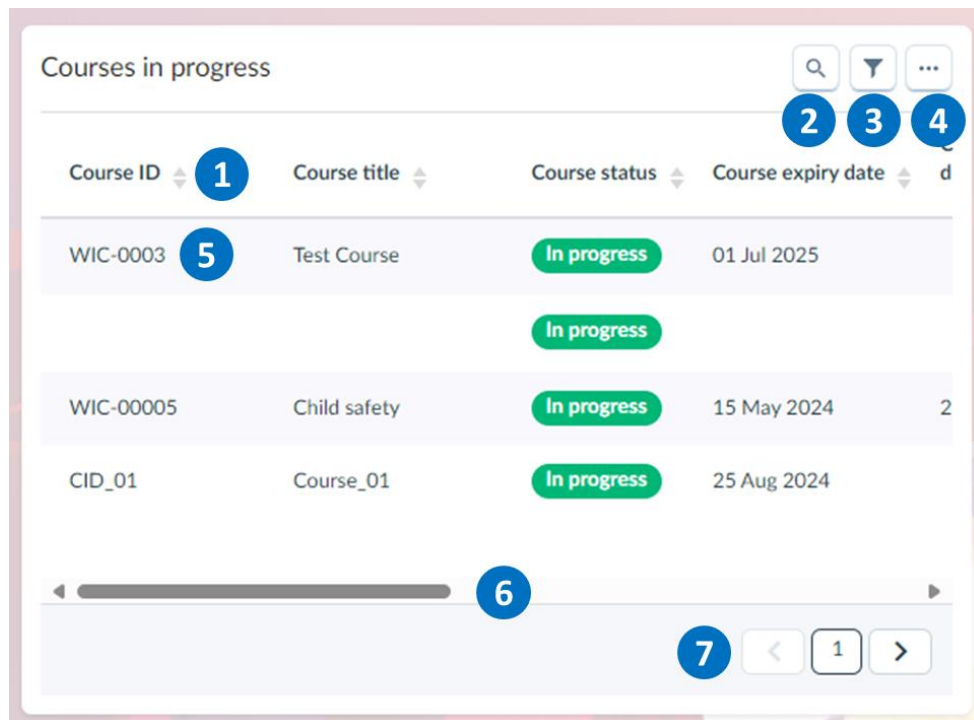 Courses in progress
2 3 4
Course ID 1 Course title Course status Course expiry date d
WIC-0003 5 Test Course In progress 01 Jul 2025
In progress
WIC-00005 Child safety In progress 15 May 2024 2
CID_01 Course_01 In progress 25 Aug 2024
6
7 1